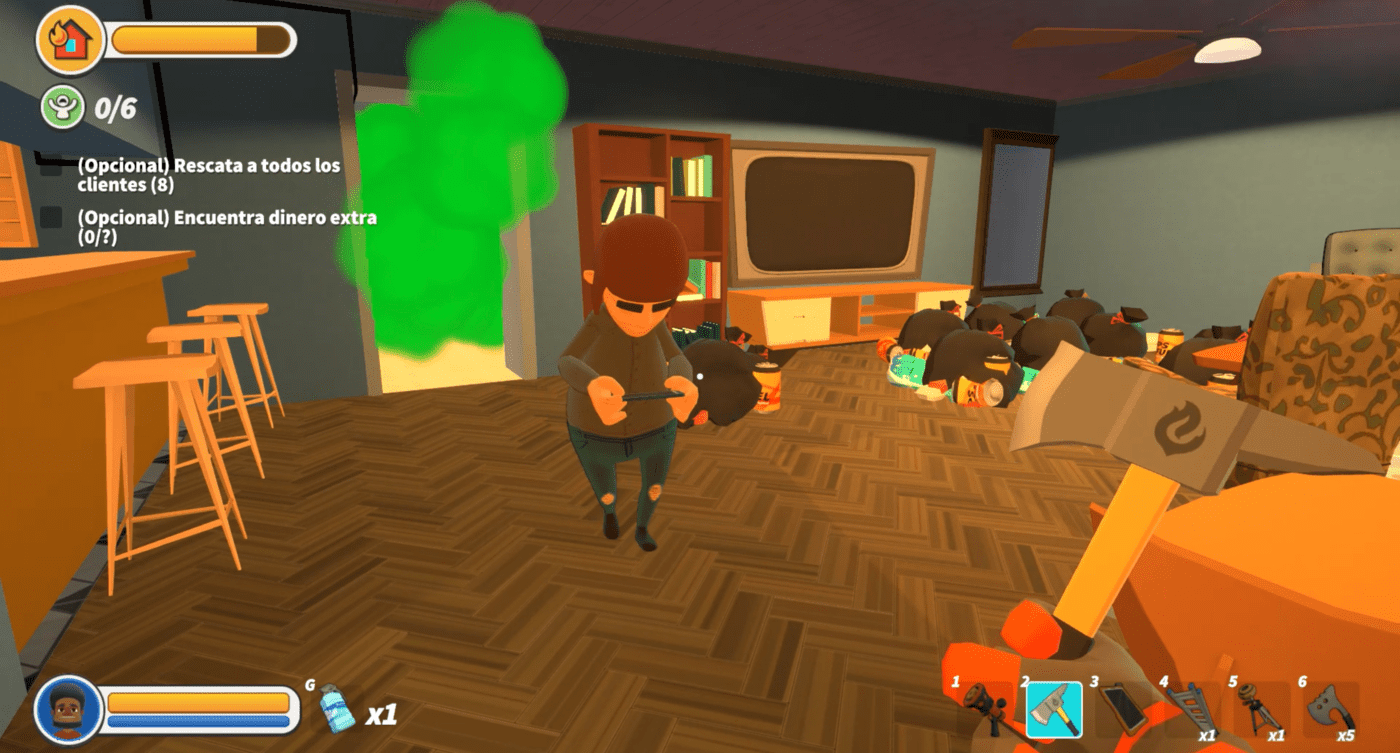 0/6
(Opcional) Rescata a todos los
clientes (8)
(Opcional) Encuentra dinero extra
(0/?)
G
x1
1
2
3
4
5
6
x1
x1
x5